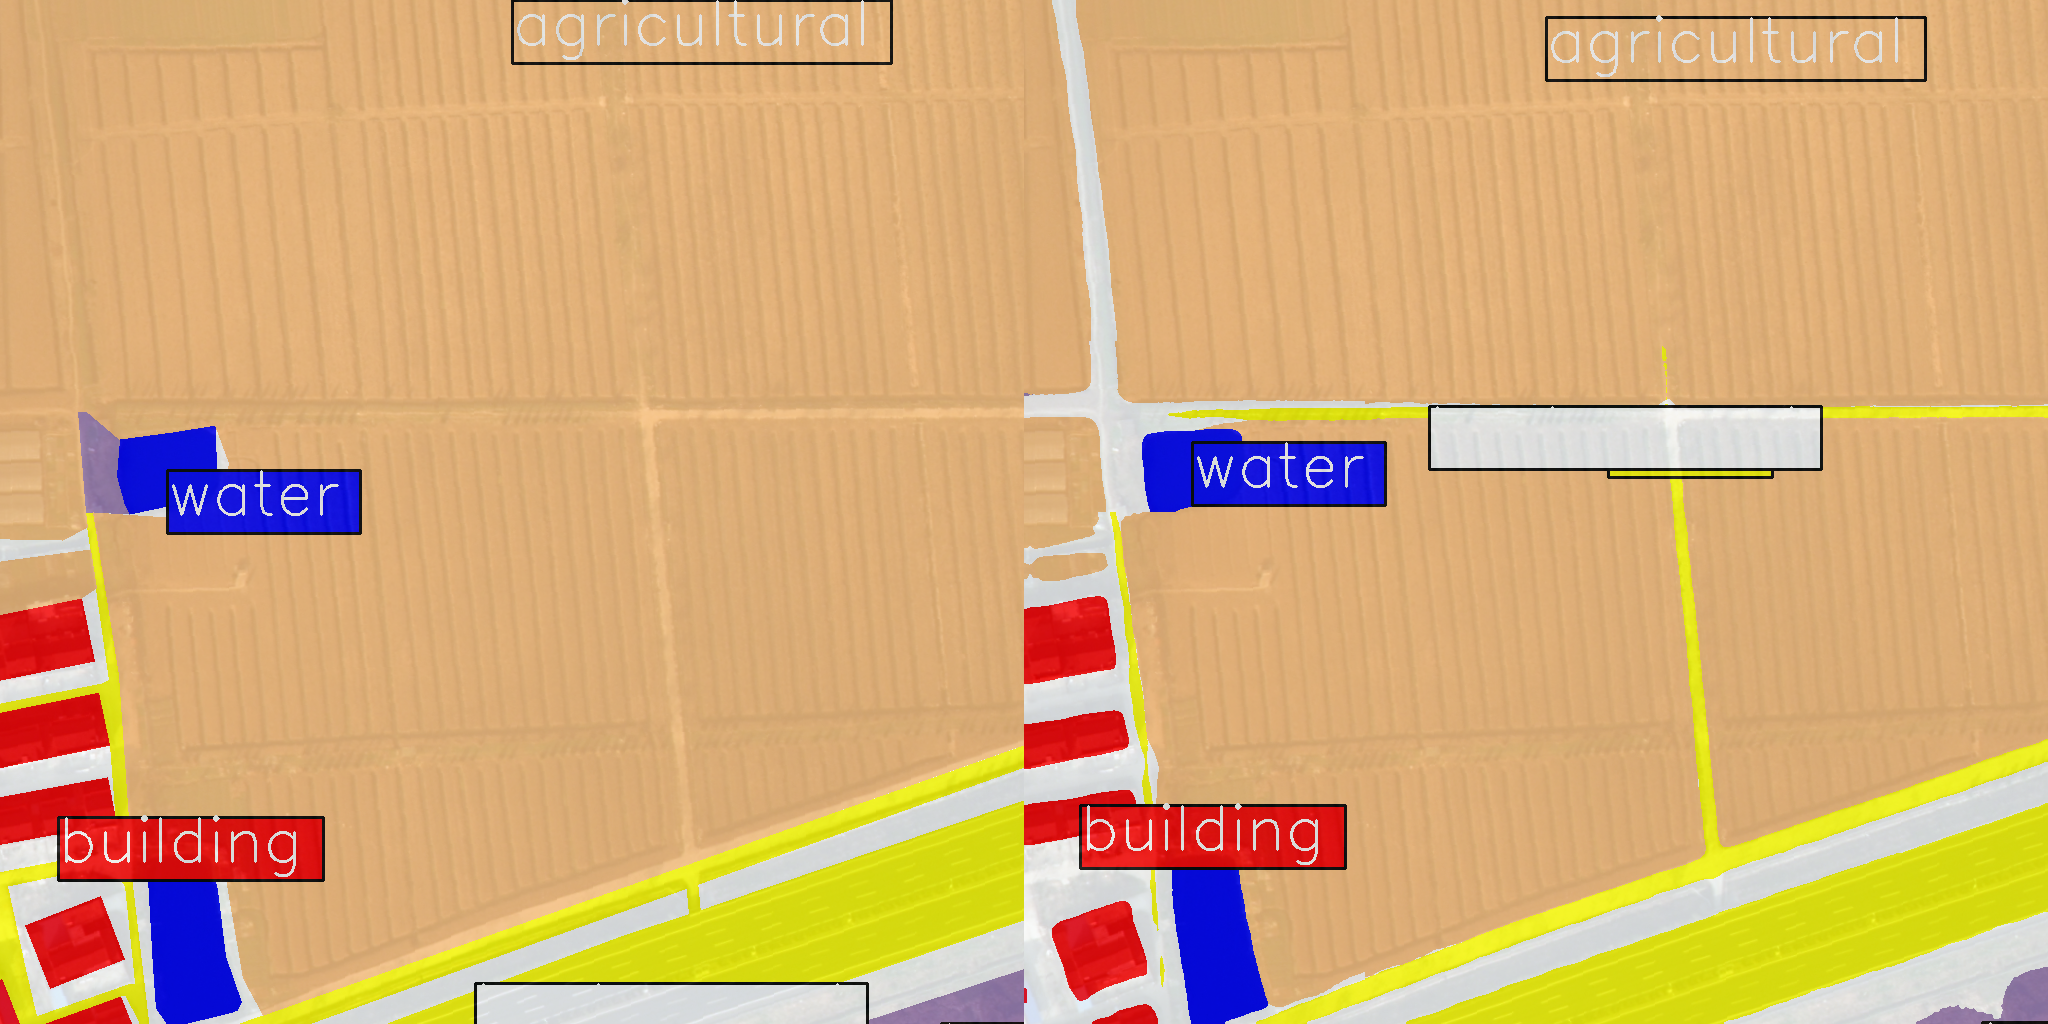 agricultural
agricultural
water
water
building
building